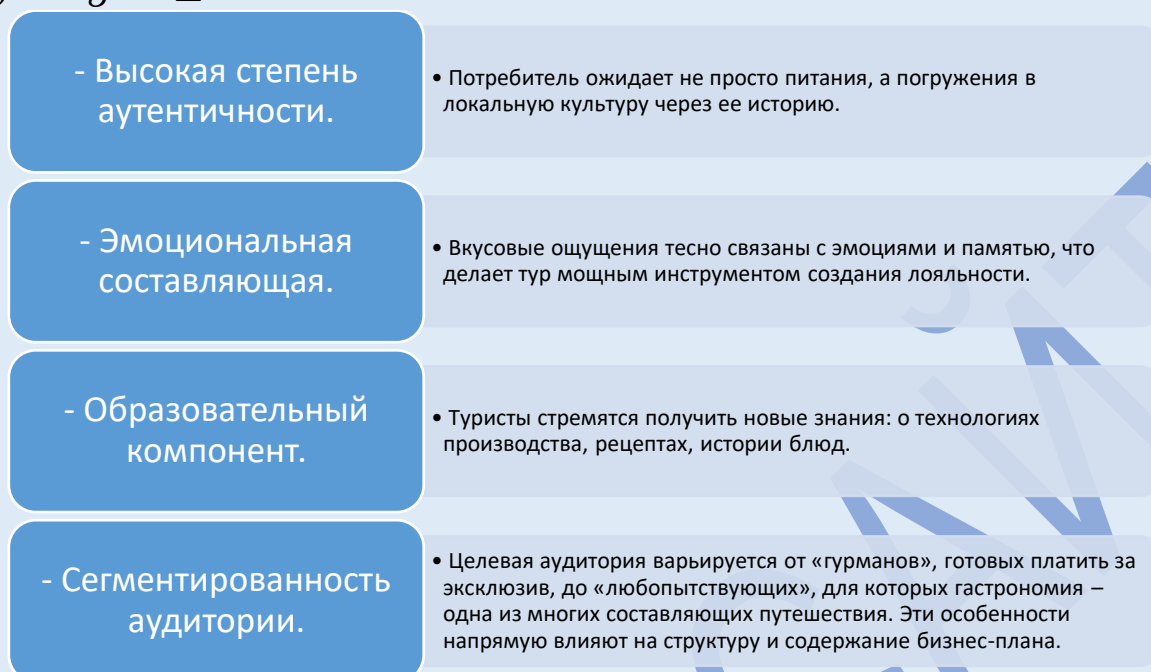 - Высокая степень
аутентичности.
• Потребитель ожидает не просто питания, а погружения в
локальную культуру через ее историю.
- Эмоциональная
составляющая.
• Вкусовые ощущения тесно связаны с эмоциями и памятью, что
делает тур мощным инструментом создания лояльности.
- Образовательный
компонент.
• Туристы стремятся получить новые знания: о технологиях
производства, рецептах, истории блюд.
- Сегментированность
аудитории.
• Целевая аудитория варьируется от «гурманов», готовых платить за
эксклюзив, до «любопытствующих», для которых гастрономия –
одна из многих составляющих путешествия. Эти особенности
напрямую влияют на структуру и содержание бизнес-плана.